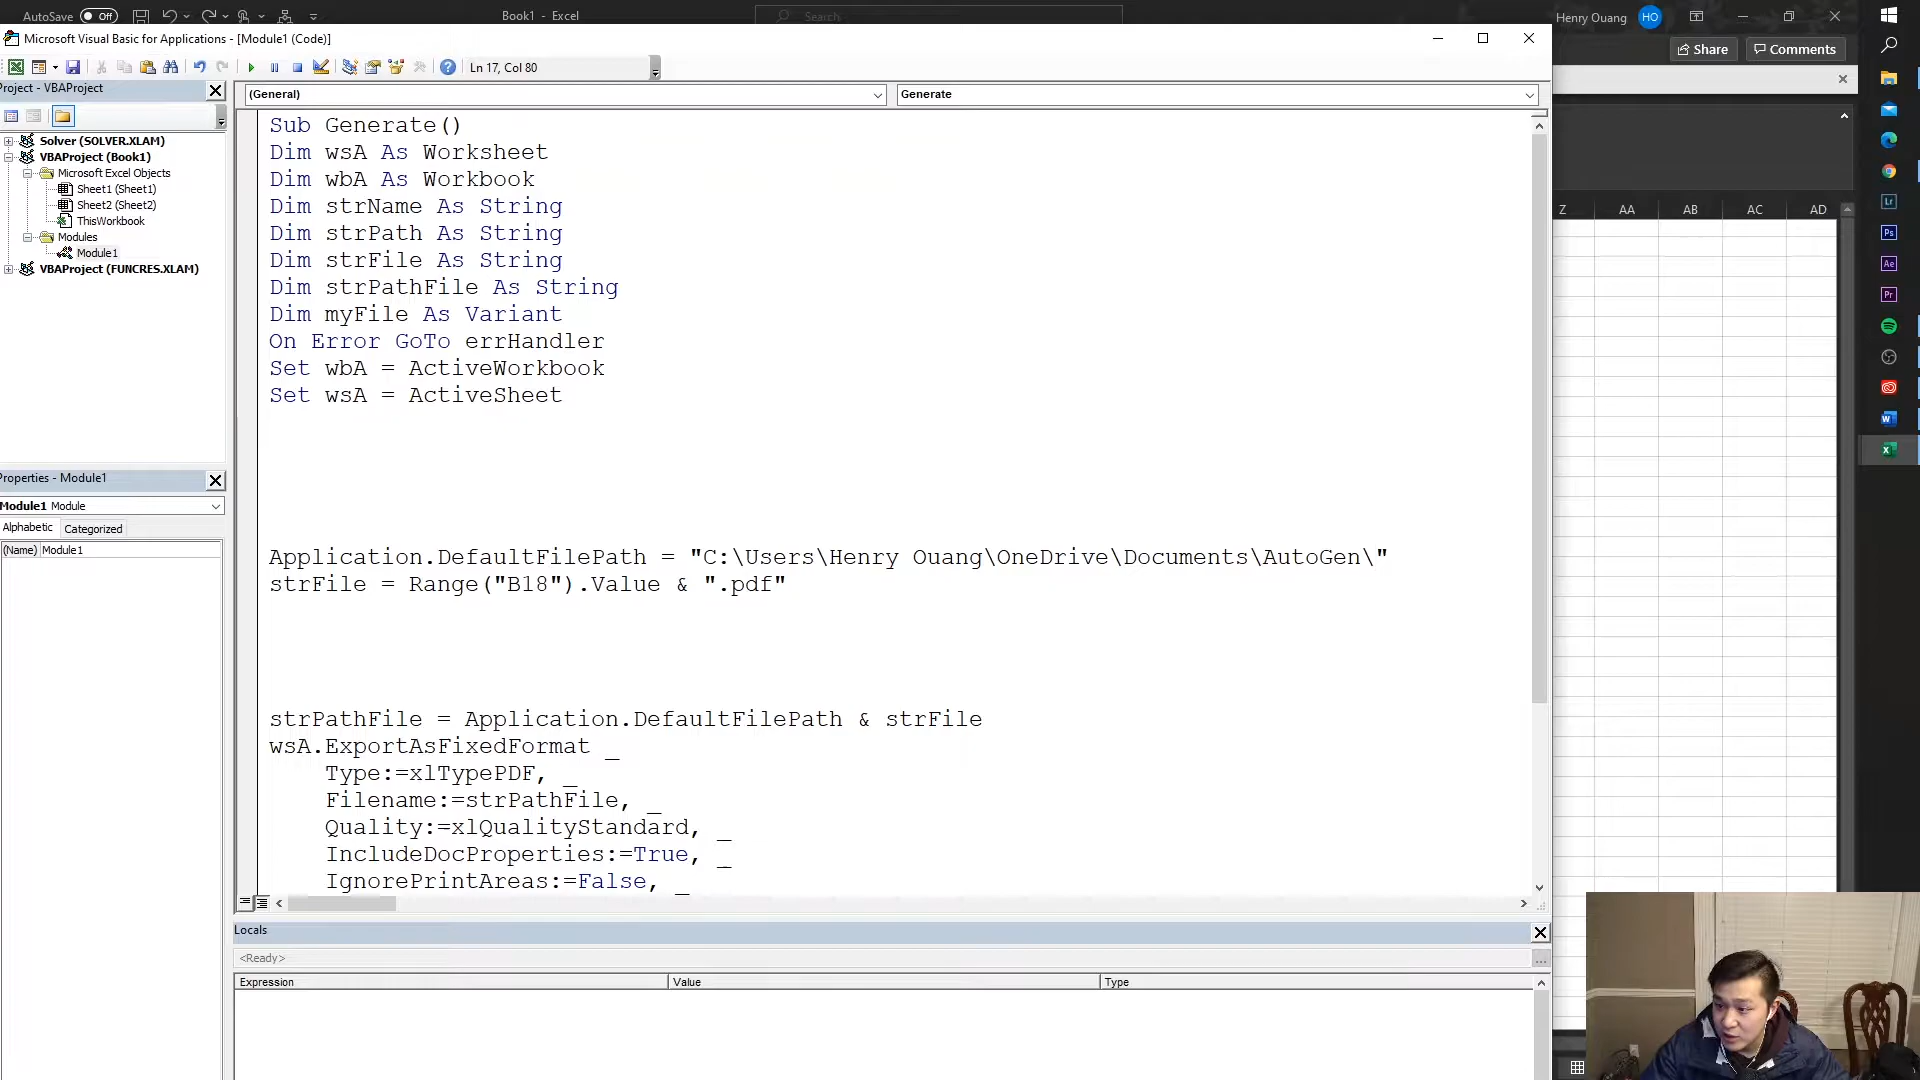 AutoSave Off
Book1 - Excel
Search
Henry Ouang HO
Microsoft Visual Basic for Applications - [Module1 (Code)]
Share
Comments
Ln 17, Col 80
Project - VBAProject
(General)
Generate
Solver (SOLVER.XLAM)
VBAProject (Book1)
Microsoft Excel Objects
Sheet1 (Sheet1)
Sheet2 (Sheet2)
ThisWorkbook
Modules
Module1
VBAProject (FUNCRES.XLAM)
Properties - Module1
Module1 Module
Alphabetic Categorized
(Name) Module1
Sub Generate()
Dim wsA As Worksheet
Dim wbA As Workbook
Dim strName As String
Dim strPath As String
Dim strFile As String
Dim strPathFile As String
Dim myFile As Variant
On Error GoTo errHandler
Set wbA = ActiveWorkbook
Set wsA = ActiveSheet
Application.DefaultFilePath = "C:\Users\Henry Ouang\OneDrive\Documents\AutoGen\"
strFile = Range("B18").Value & ".pdf"
strPathFile = Application.DefaultFilePath & strFile
wsA.ExportAsFixedFormat _
Type:=xlTypePDF, _
Filename:=strPathFile, _
Quality:=xlQualityStandard, _
IncludeDocProperties:=True, _
IgnorePrintAreas:=False, _
Locals
<Ready>
Expression Value Type
Z AA AB AC AD
Lr
Ps
Ae
Pr